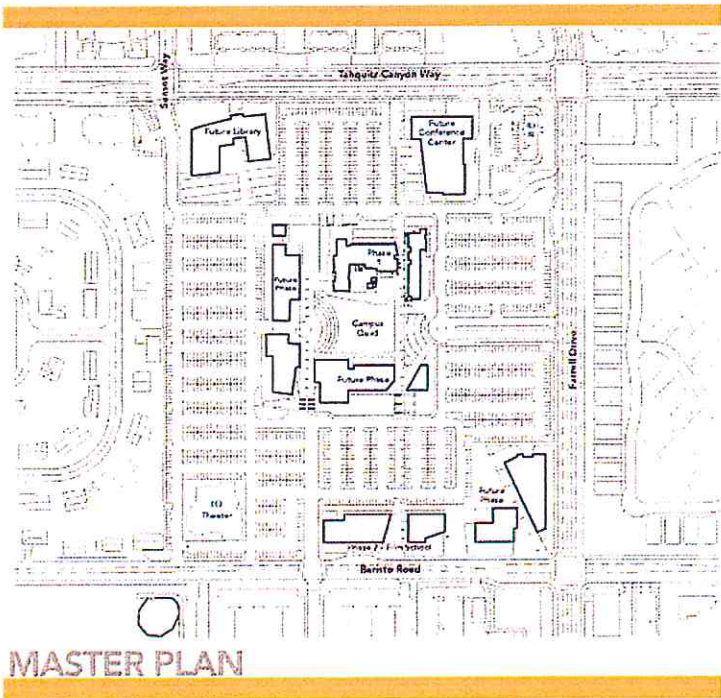 Tahquitz Canyon Way
Sunset Way
Future Library
Future
Conference
Center
Phase
1
Future
Phase
Campus
Quad
Farrell Drive
Future Phase
Future
Phase
(E)
Theater
Phase 2 - Film School
Baristo Road
MASTER PLAN